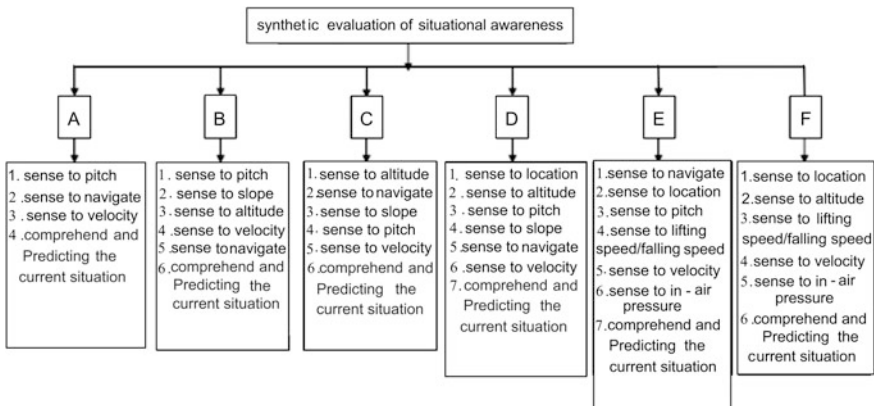 synthetic evaluation of situational awareness
A
B
C
D
E
F
1. sense to pitch
2. sense to navigate
3. sense to velocity
4. comprehend and
Predicting the
current situation
1. sense to pitch
2. sense to slope
3. sense to altitude
4. sense to velocity
5. sense to navigate
6. comprehend and
Predicting the
current situation
1. sense to altitude
2 sense to navigate
3. sense to slope
4. sense to pitch
5. sense to velocity
6. comprehend and
Predicting the
current situation
1. sense to location
2. sense to altitude
3. sense to pitch
4. sense to slope
5. sense to navigate
6. sense to velocity
7. comprehend and
Predicting the
current situation
1. sense to navigate
2. sense to location
3. sense to pitch
4. sense to lifting
speed/falling speed
5. sense to velocity
6. sense to in - air
pressure
7. comprehend and
Predicting the
current situation
1. sense to location
2. sense to altitude
3. sense to lifting
speed/falling speed
4. sense to velocity
5. sense to in - air
pressure
6. comprehend and
Predicting the
current situation